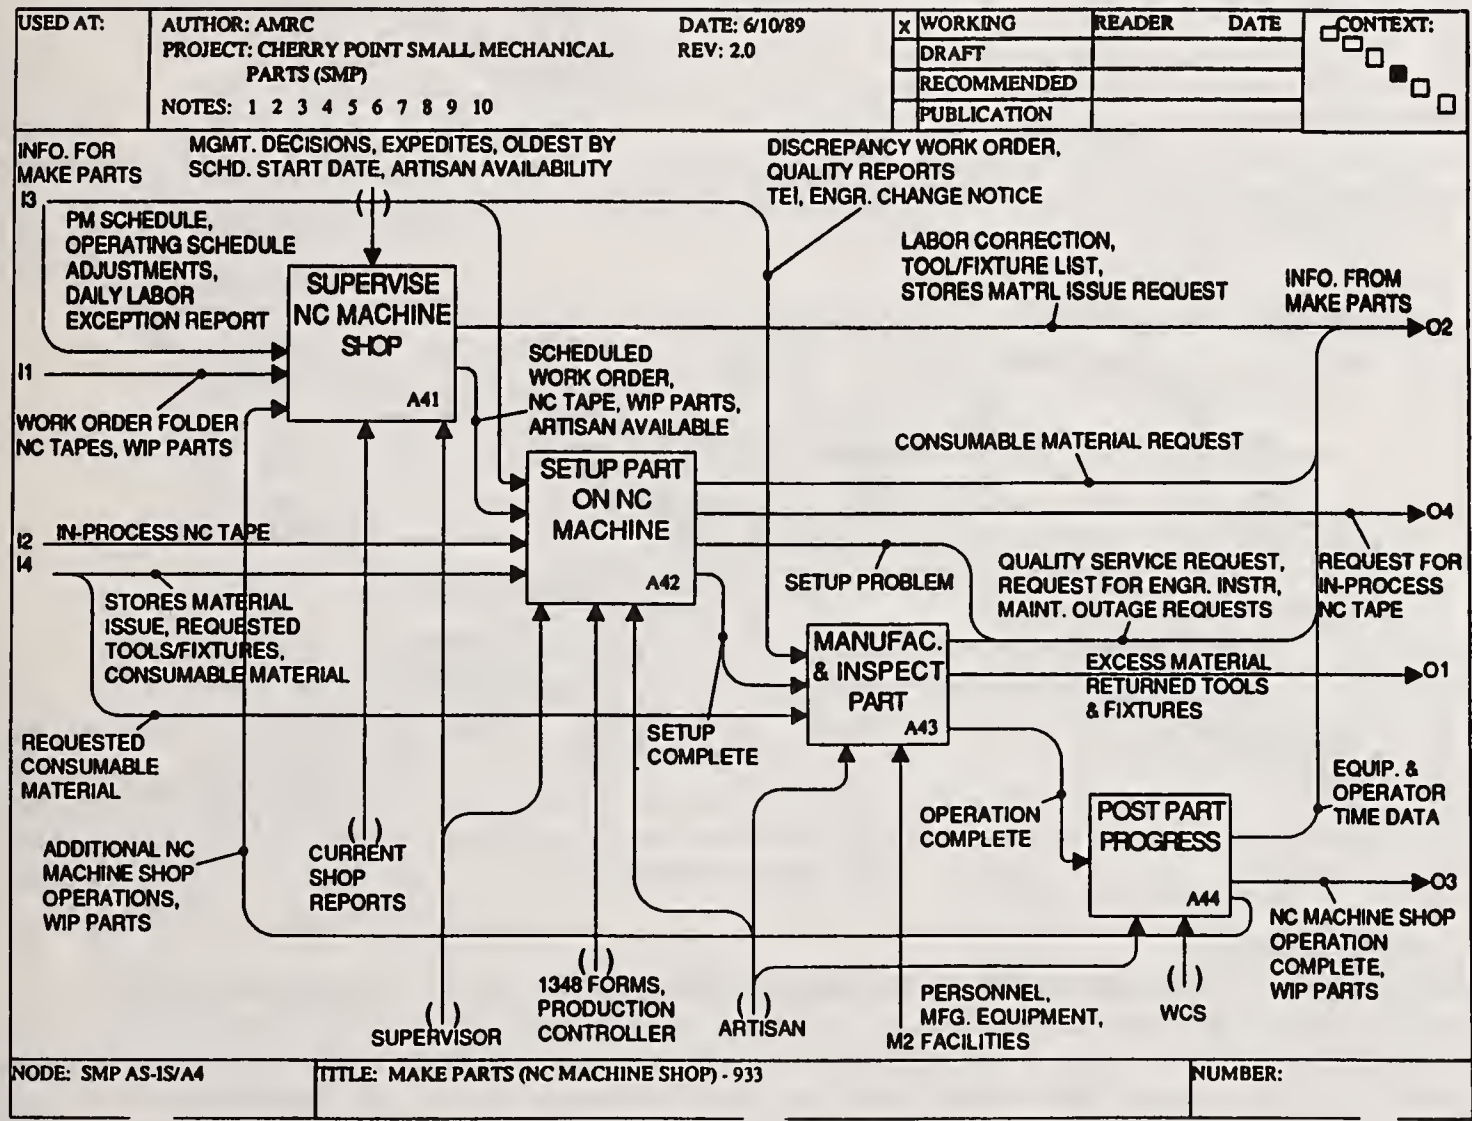 USED AT:
AUTHOR: AMRC
PROJECT: CHERRY POINT SMALL MECHANICAL
PARTS (SMP)
NOTES: 1 2 3 4 5 6 7 8 9 10
DATE: 6/10/89
REV: 2.0
X WORKING
DRAFT
RECOMMENDED
PUBLICATION
READER DATE
CONTEXT:
INFO. FOR
MAKE PARTS
I3
MGMT. DECISIONS, EXPEDITES, OLDEST BY
SCHD. START DATE, ARTISAN AVAILABILITY
( )
DISCREPANCY WORK ORDER,
QUALITY REPORTS
TEI, ENGR. CHANGE NOTICE
PM SCHEDULE,
OPERATING SCHEDULE
ADJUSTMENTS,
DAILY LABOR
EXCEPTION REPORT
SUPERVISE
NC MACHINE
SHOP
A41
LABOR CORRECTION,
TOOL/FIXTURE LIST,
STORES MAT'RL ISSUE REQUEST
INFO. FROM
MAKE PARTS
O2
I1
WORK ORDER FOLDER
NC TAPES, WIP PARTS
SCHEDULED
WORK ORDER,
NC TAPE, WIP PARTS,
ARTISAN AVAILABLE
CONSUMABLE MATERIAL REQUEST
SETUP PART
ON NC
MACHINE
A42
O4
I2 IN-PROCESS NC TAPE
I4
STORES MATERIAL
ISSUE, REQUESTED
TOOLS/FIXTURES,
CONSUMABLE MATERIAL
SETUP PROBLEM
QUALITY SERVICE REQUEST,
REQUEST FOR ENGR. INSTR,
MAINT. OUTAGE REQUESTS
REQUEST FOR
IN-PROCESS
NC TAPE
MANUFAC.
& INSPECT
PART
A43
EXCESS MATERIAL
RETURNED TOOLS
& FIXTURES
O1
REQUESTED
CONSUMABLE
MATERIAL
SETUP
COMPLETE
OPERATION
COMPLETE
POST PART
PROGRESS
A44
EQUIP. &
OPERATOR
TIME DATA
O3
ADDITIONAL NC
MACHINE SHOP
OPERATIONS,
WIP PARTS
( )
CURRENT
SHOP
REPORTS
NC MACHINE SHOP
OPERATION
COMPLETE,
WIP PARTS
( )
SUPERVISOR
( )
1348 FORMS,
PRODUCTION
CONTROLLER
( )
ARTISAN
PERSONNEL,
MFG. EQUIPMENT,
M2 FACILITIES
( )
WCS
NODE: SMP AS-IS/A4
TITLE: MAKE PARTS (NC MACHINE SHOP) - 933
NUMBER: